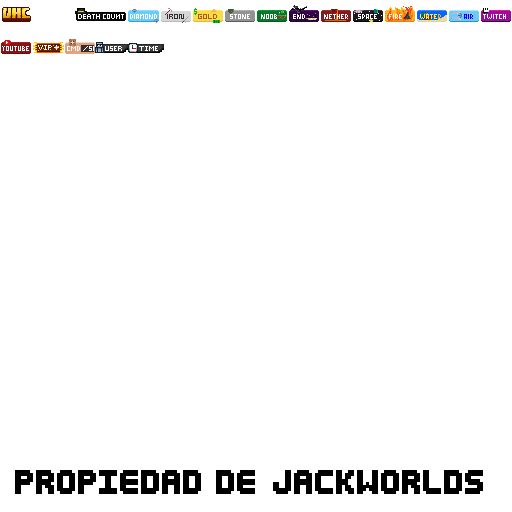 UHC DEATH COUNT DIAMOND IRON GOLD STONE NOOB END NETHER SPACE FIRE WATER AIR TWITCH
YOUTUBE VIP CMD USER TIME
PROPIEDAD DE JACKWORLDS